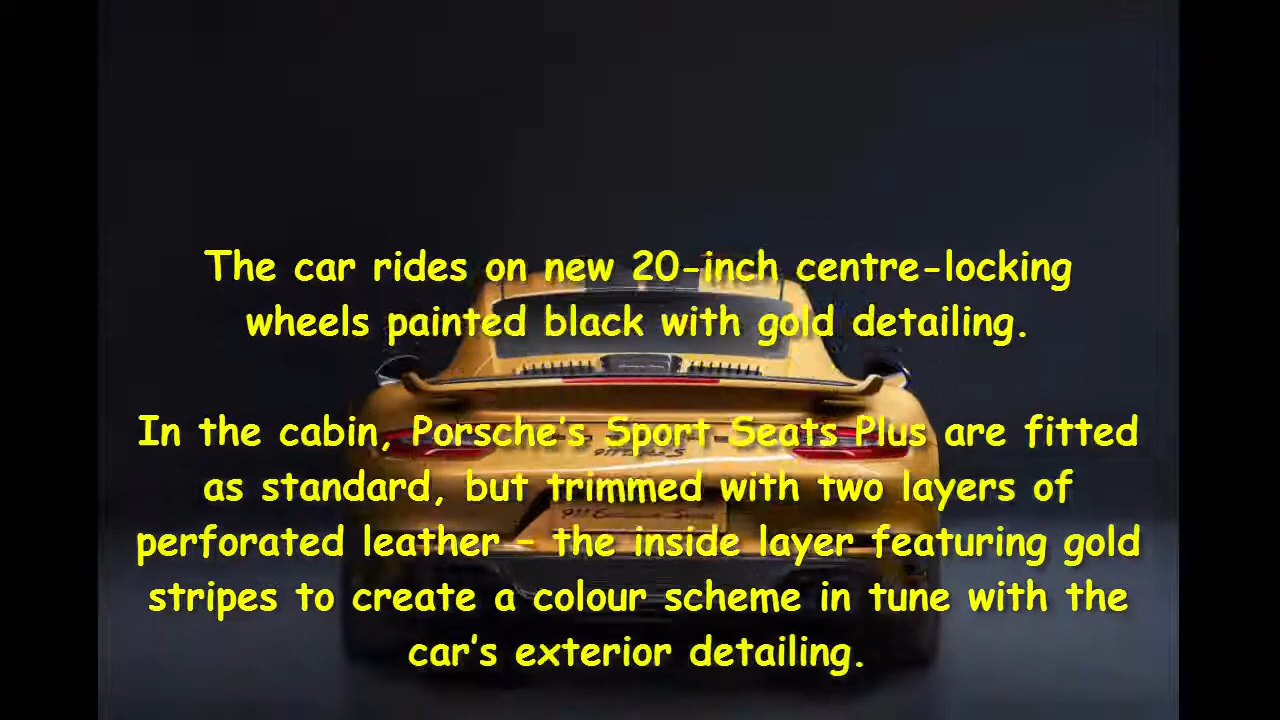 The car rides on new 20-inch centre-locking
wheels painted black with gold detailing.
In the cabin, Porsche's Sport Seats Plus are fitted
as standard, but trimmed with two layers of
perforated leather – the inside layer featuring gold
stripes to create a colour scheme in tune with the
car's exterior detailing.